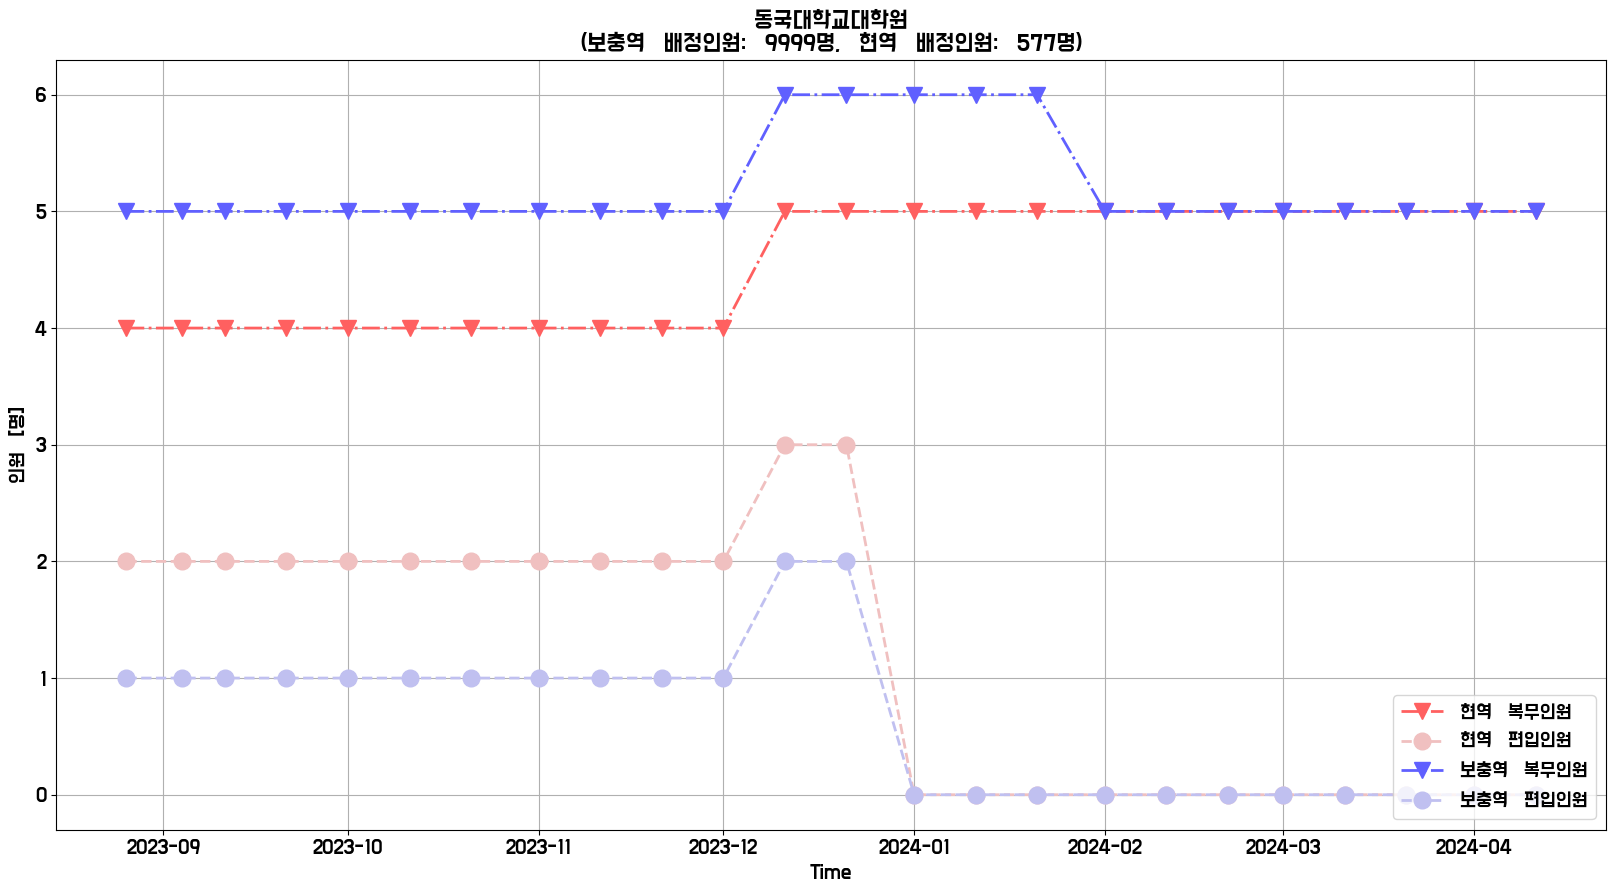 동국대학교대학원
(보충역 배정인원: 9999명, 현역 배정인원: 577명)
인원 [명]
6
5
4
3
2
1
0
현역 복무인원
현역 편입인원
보충역 복무인원
보충역 편입인원
2023-09 2023-10 2023-11 2023-12 2024-01 2024-02 2024-03 2024-04
Time